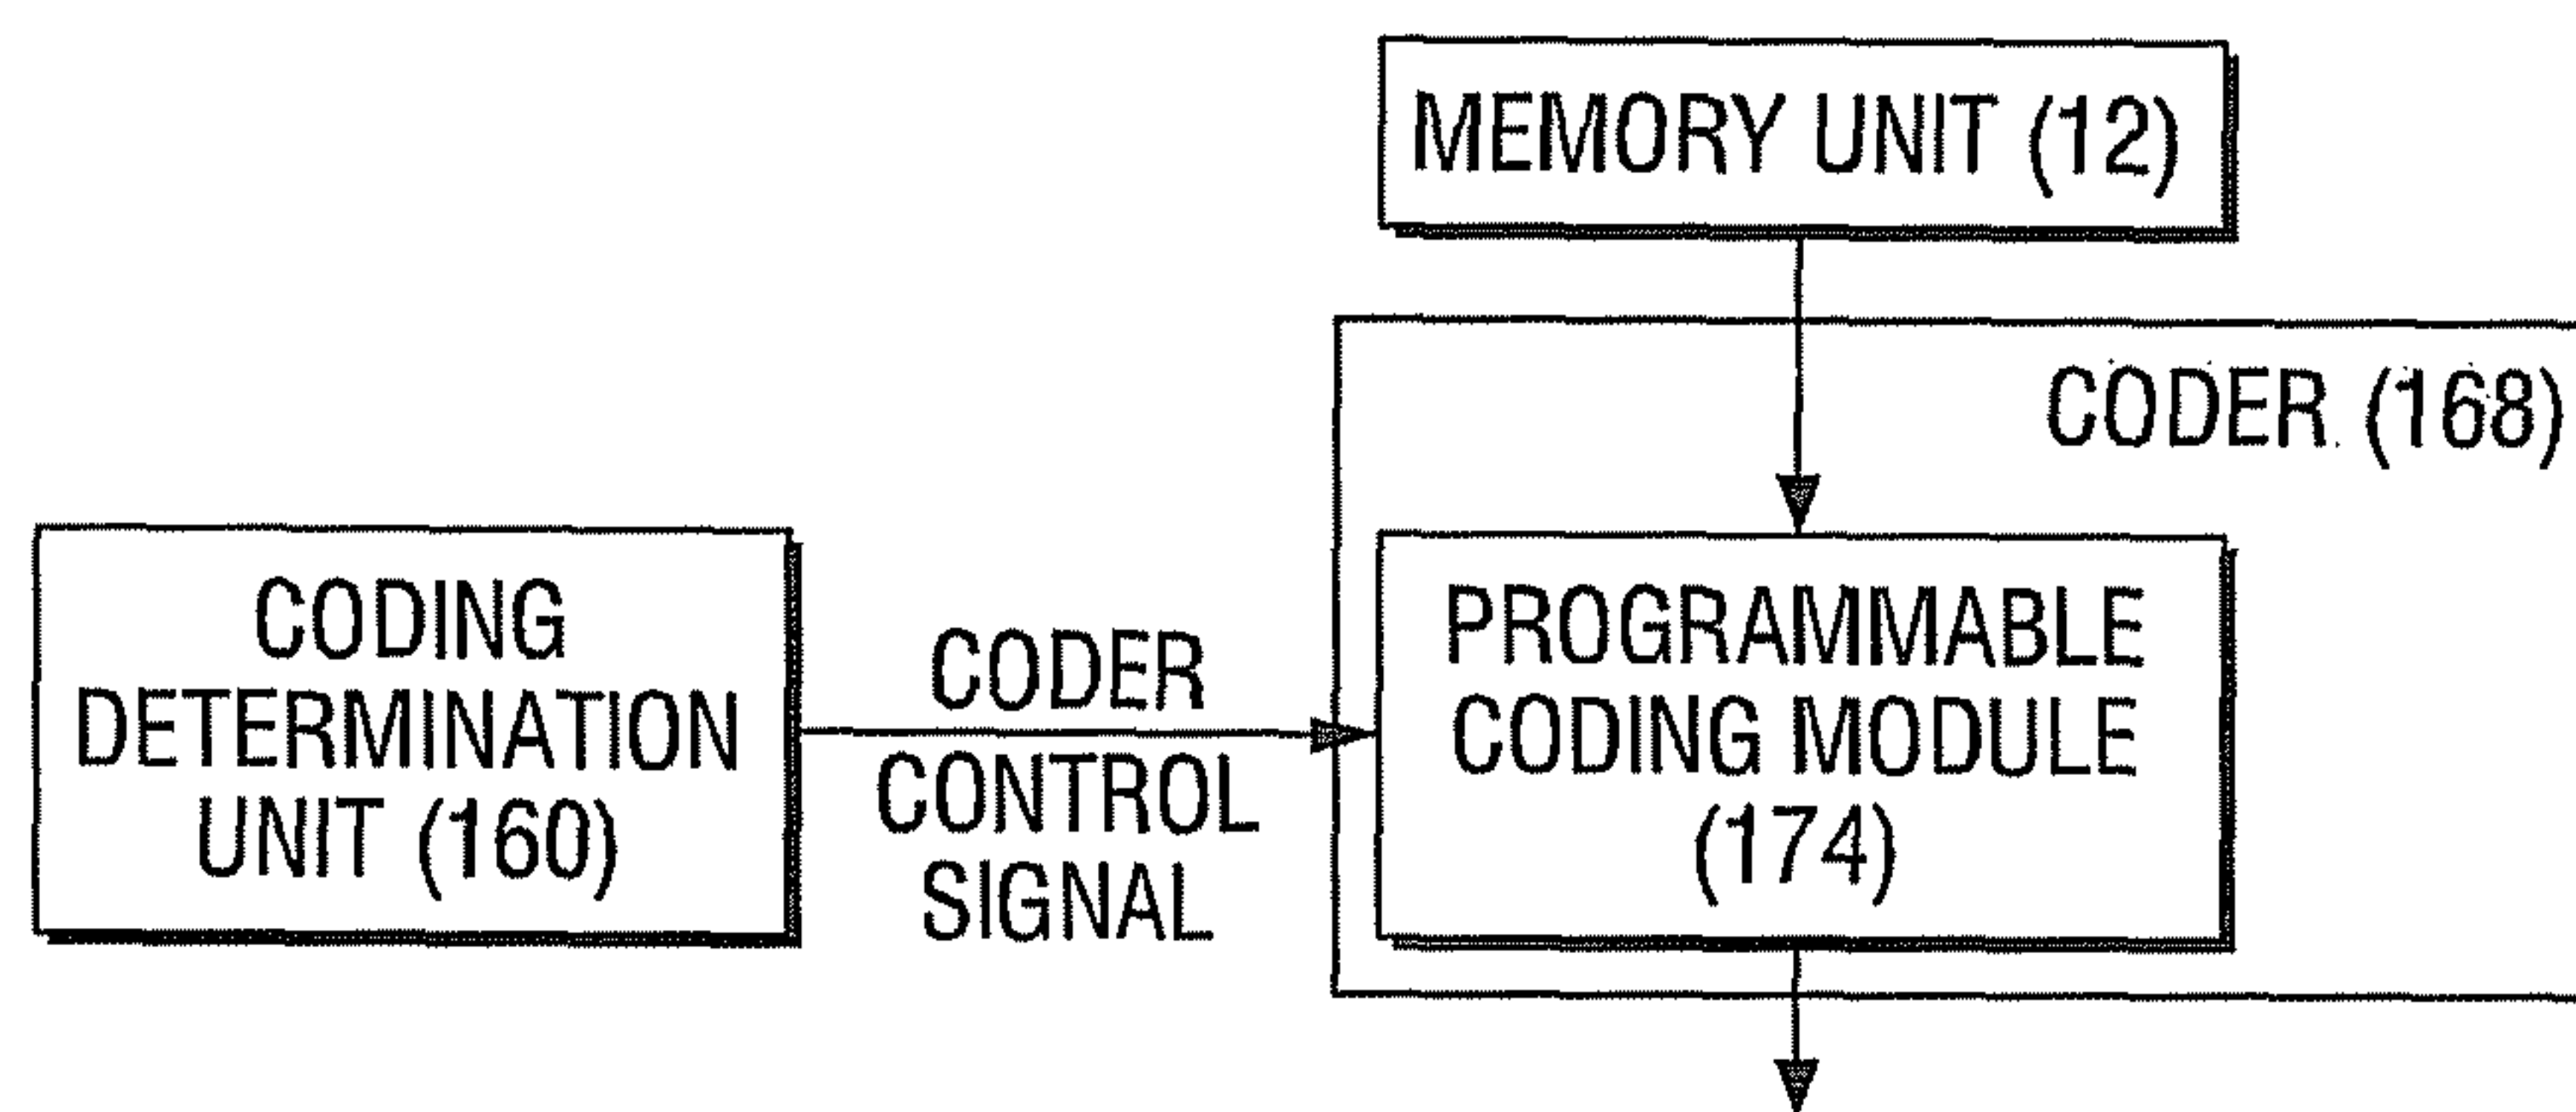 MEMORY UNIT (12)
CODER (168)
CODING
DETERMINATION
UNIT (160)
CODER
CONTROL
SIGNAL
PROGRAMMABLE
CODING MODULE
(174)